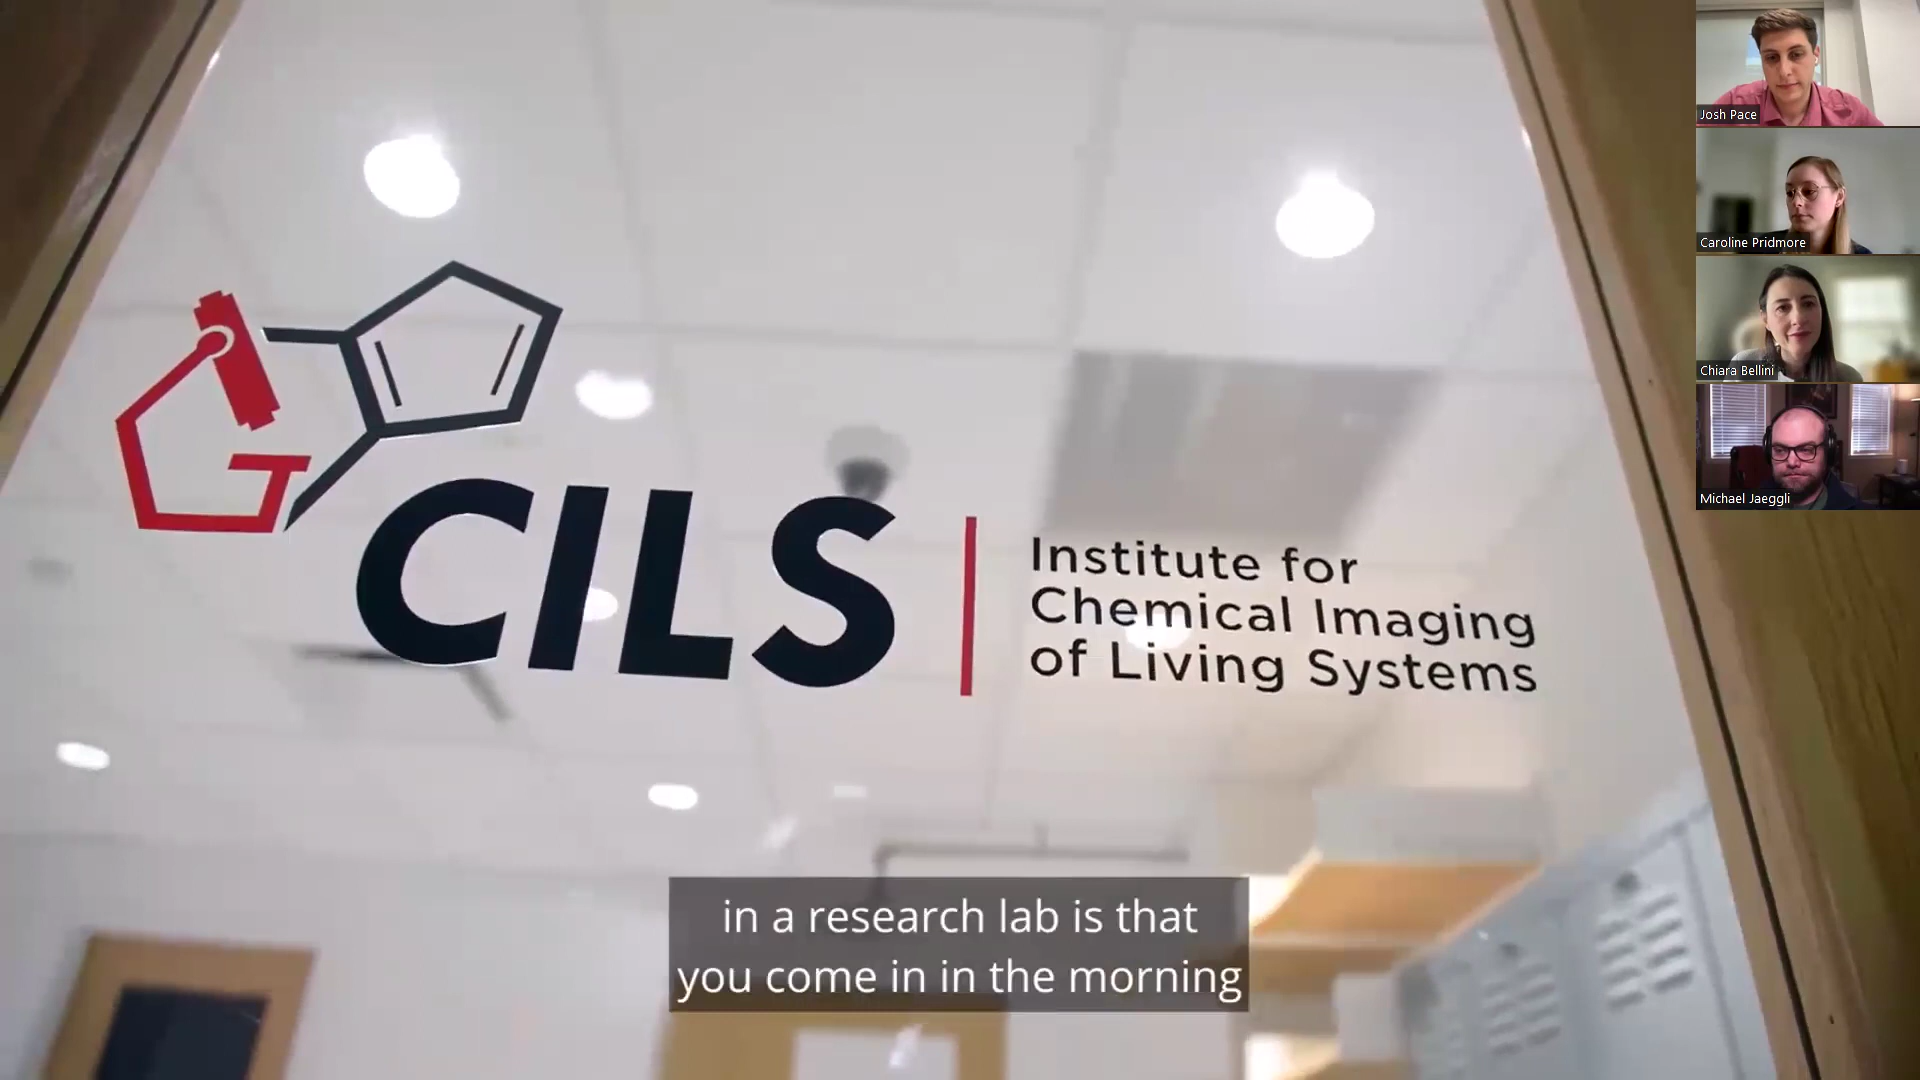 CILS
Institute for
Chemical Imaging
of Living Systems
in a research lab is that
you come in in the morning
Josh Pace
Caroline Pridmore
Chiara Bellini
Michael Jaeggli